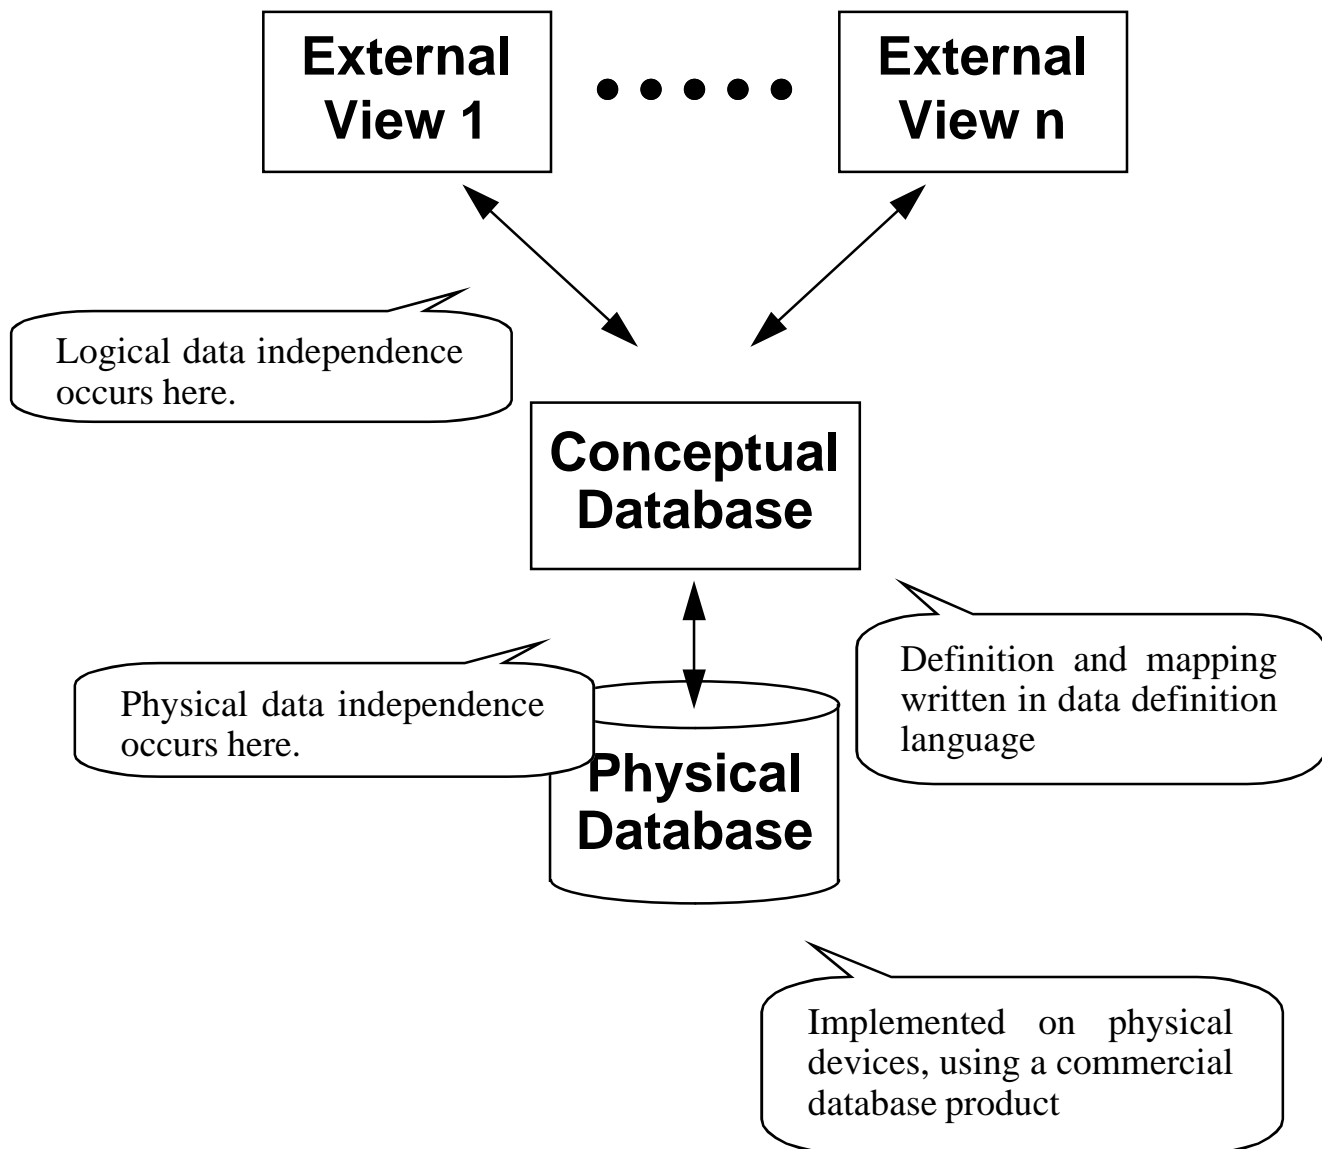 External
View 1
External
View n
Logical data independence
occurs here.
Conceptual
Database
Definition and mapping
written in data definition
language
Physical data independence
occurs here.
Physical
Database
Implemented on physical
devices, using a commercial
database product